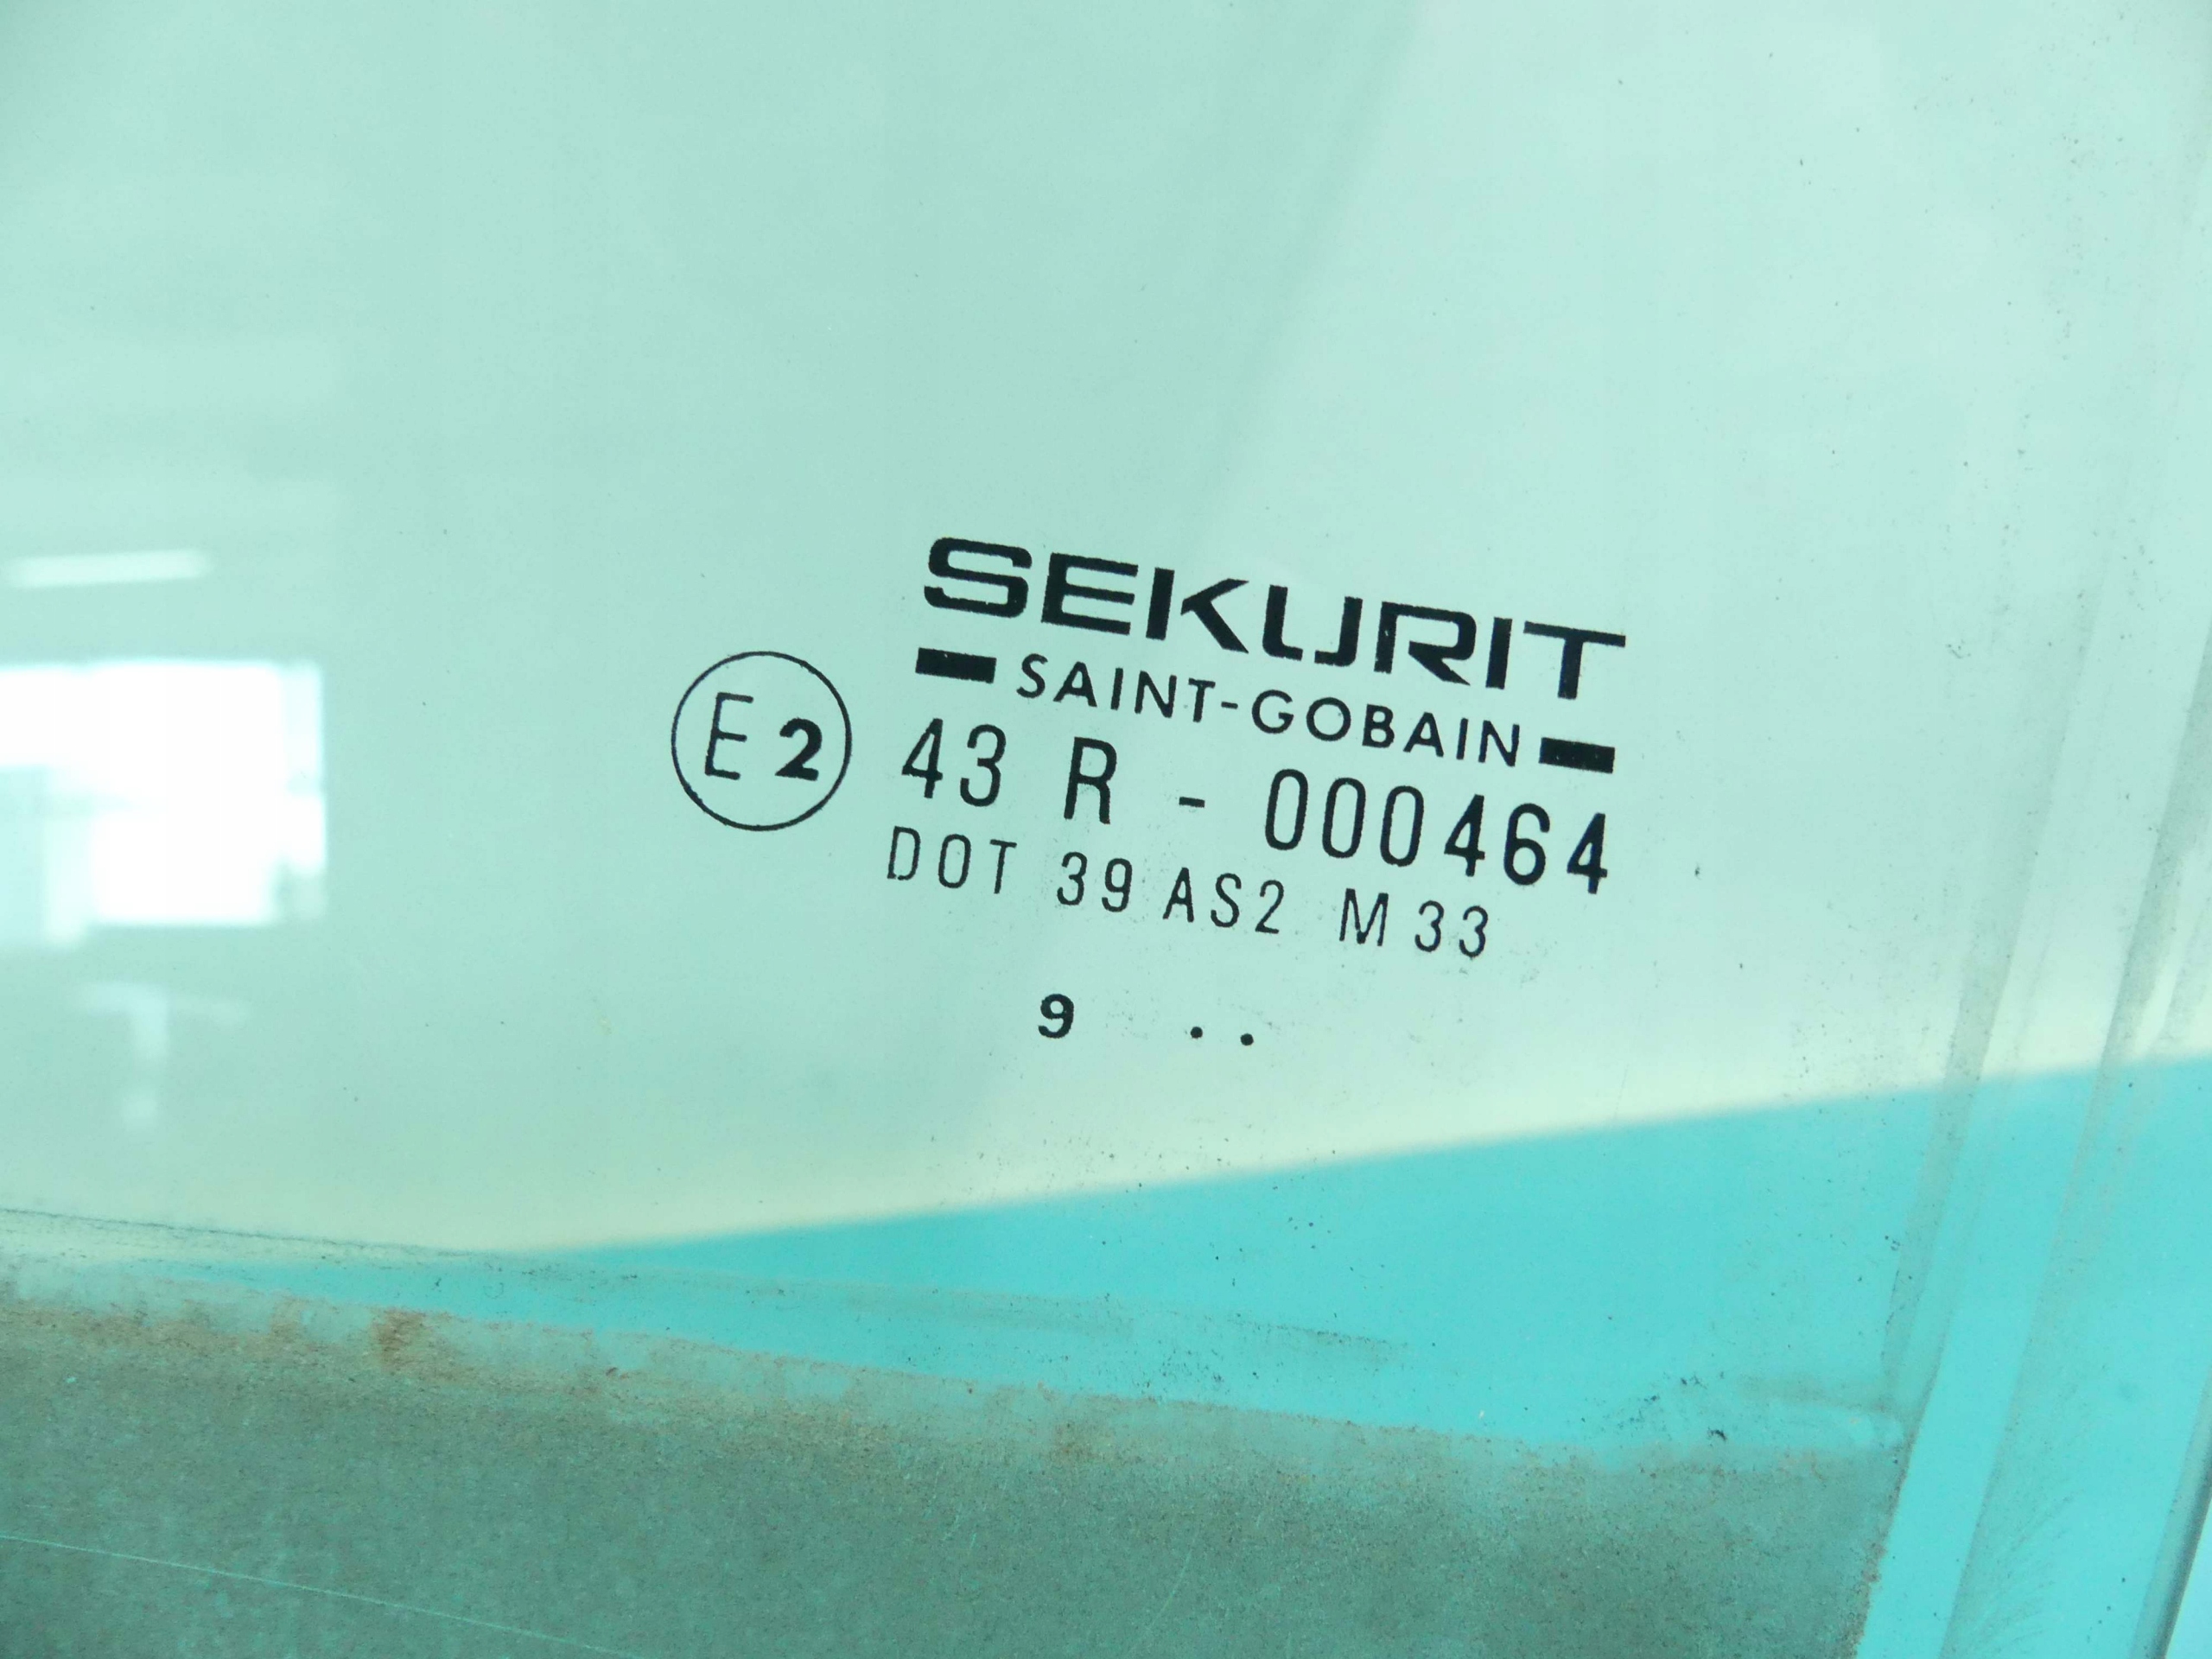 SEKURIT
SAINT-GOBAIN
E2 43 R - 000464
DOT 39 AS2 M33
9 ..